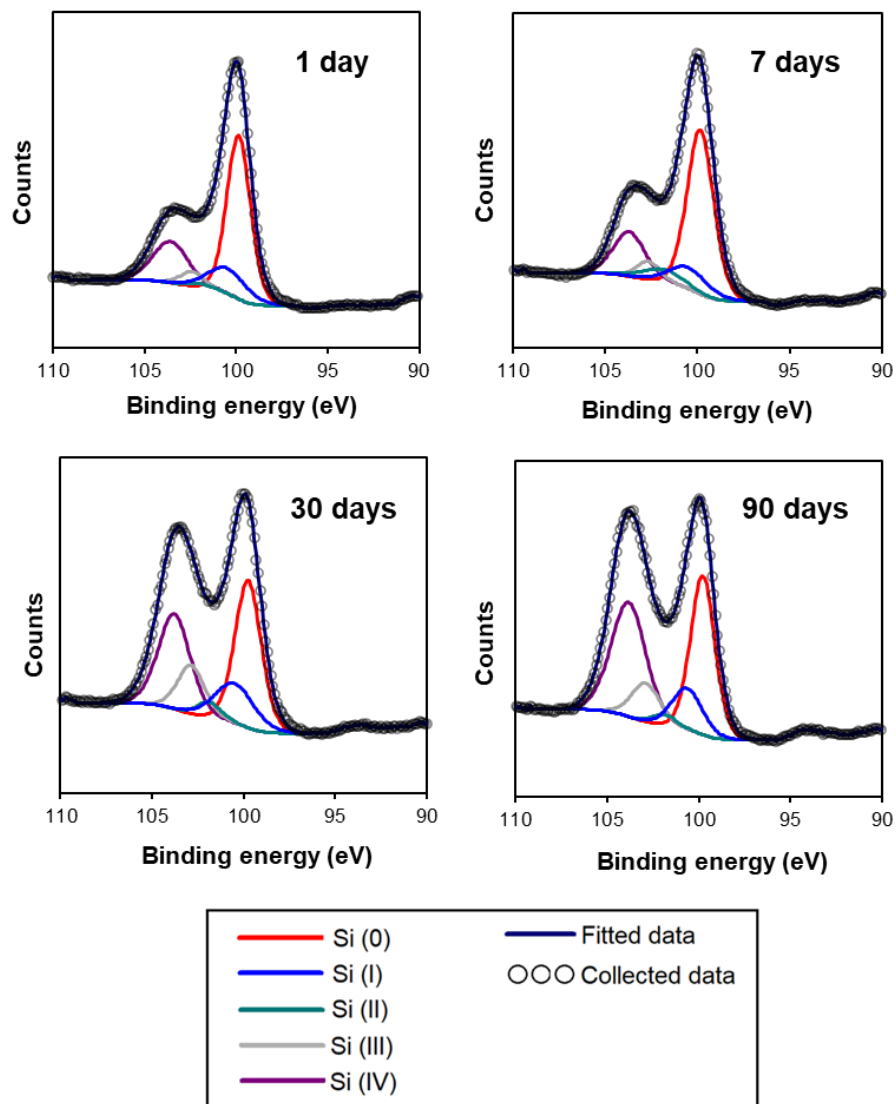 1 day
Counts
110 105 100 95 90
Binding energy (eV)
7 days
Counts
110 105 100 95 90
Binding energy (eV)
30 days
Counts
110 105 100 95 90
Binding energy (eV)
90 days
Counts
110 105 100 95 90
Binding energy (eV)
Si (0)
Si (I)
Si (II)
Si (III)
Si (IV)
Fitted data
Collected data